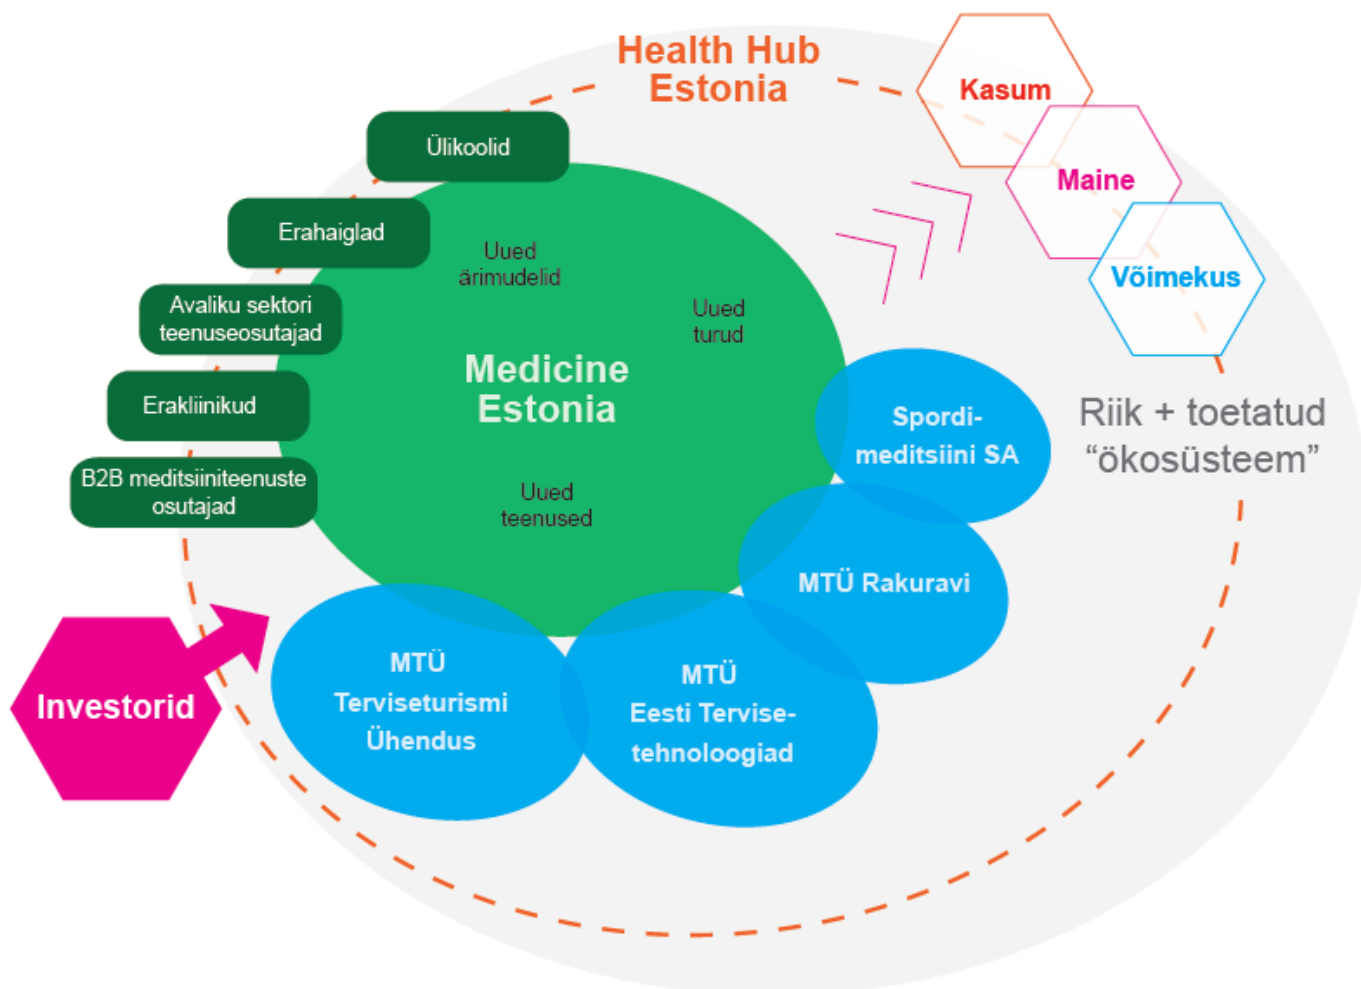 Health Hub
Estonia
Kasum
Maine
Võimekus
Ülikoolid
Erahaiglad
Avaliku sektori
teenuseosutajad
Erakliinikud
B2B meditsiiniteenuste
osutajad
Uued
ärimudelid
Uued
turud
Medicine
Estonia
Uued
teenused
Spordi-
meditsiini SA
Riik + toetatud
“ökosüsteem”
MTÜ Rakuravi
MTÜ
Eesti Tervise-
tehnoloogiad
MTÜ
Terviseturismi
Ühendus
Investorid